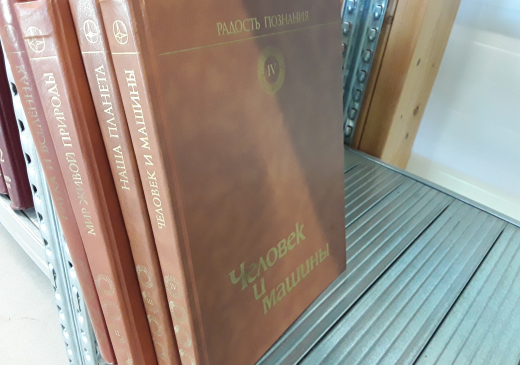 РАДОСТЬ ПОЗНАНИЯ
IV
Человек
и
машины
ЧЕЛОВЕК И МАШИНЫ
НАША ПЛАНЕТА
МИР ЖИВОЙ ПРИРОДЫ